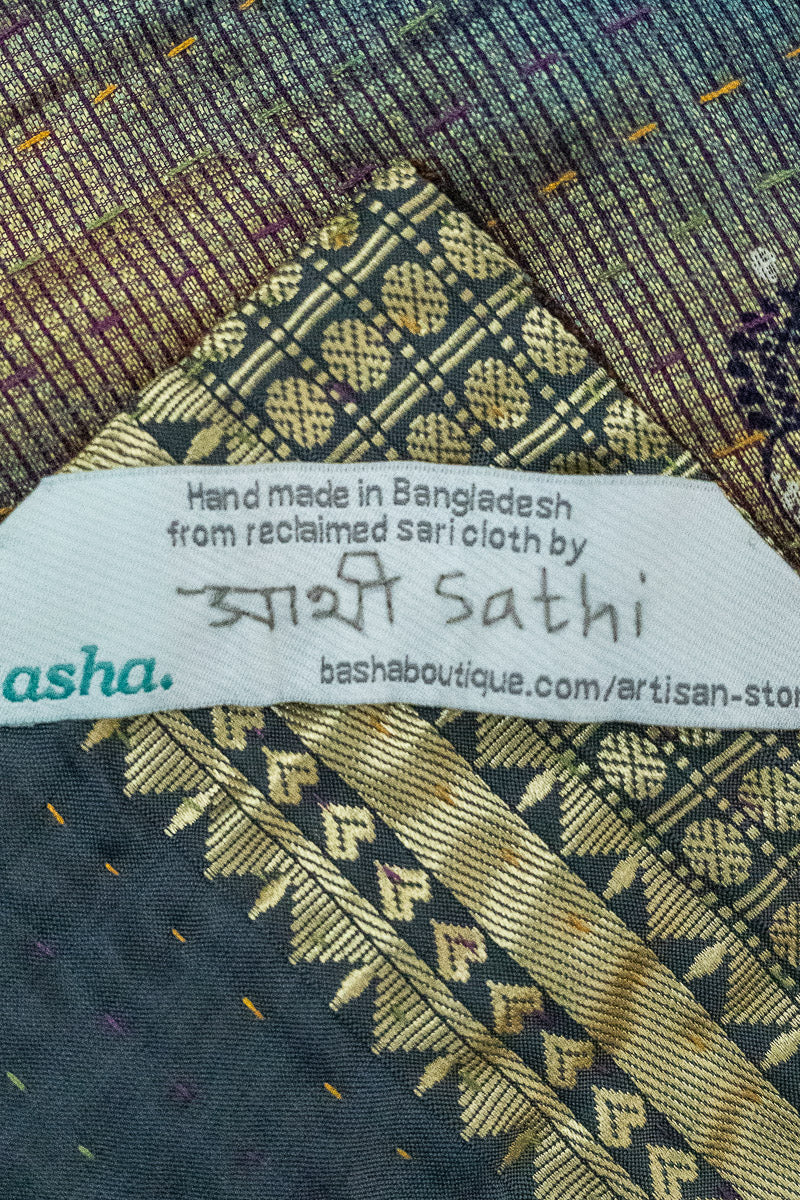 Hand made in Bangladesh
from reclaimed sari cloth by
সাথী sathi
asha.
bashaboutique.com/artisan-stor